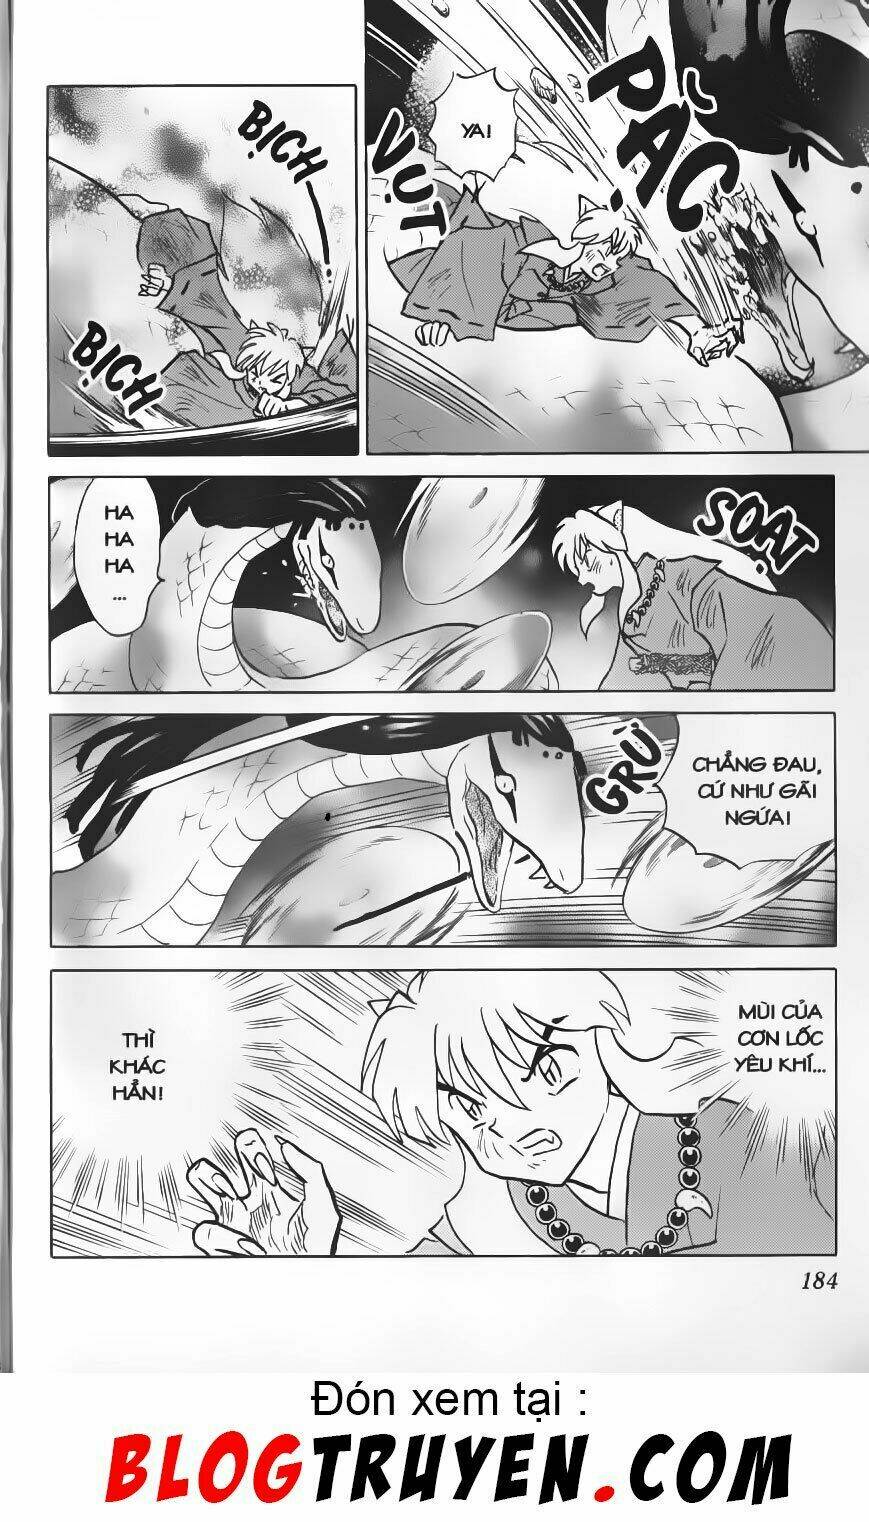 YA!
PẶC
VỤT
BỊCH
BỊCH
HA
HA
HA
...
SOẠT
GRỪ
CHẲNG ĐAU,
CỨ NHƯ GÃI
NGỨA!
THÌ
KHÁC
HẲN!
MÙI CỦA
CƠN LỐC
YÊU KHÍ...
184
Đón xem tại :
BLOGTRUYEN.COM